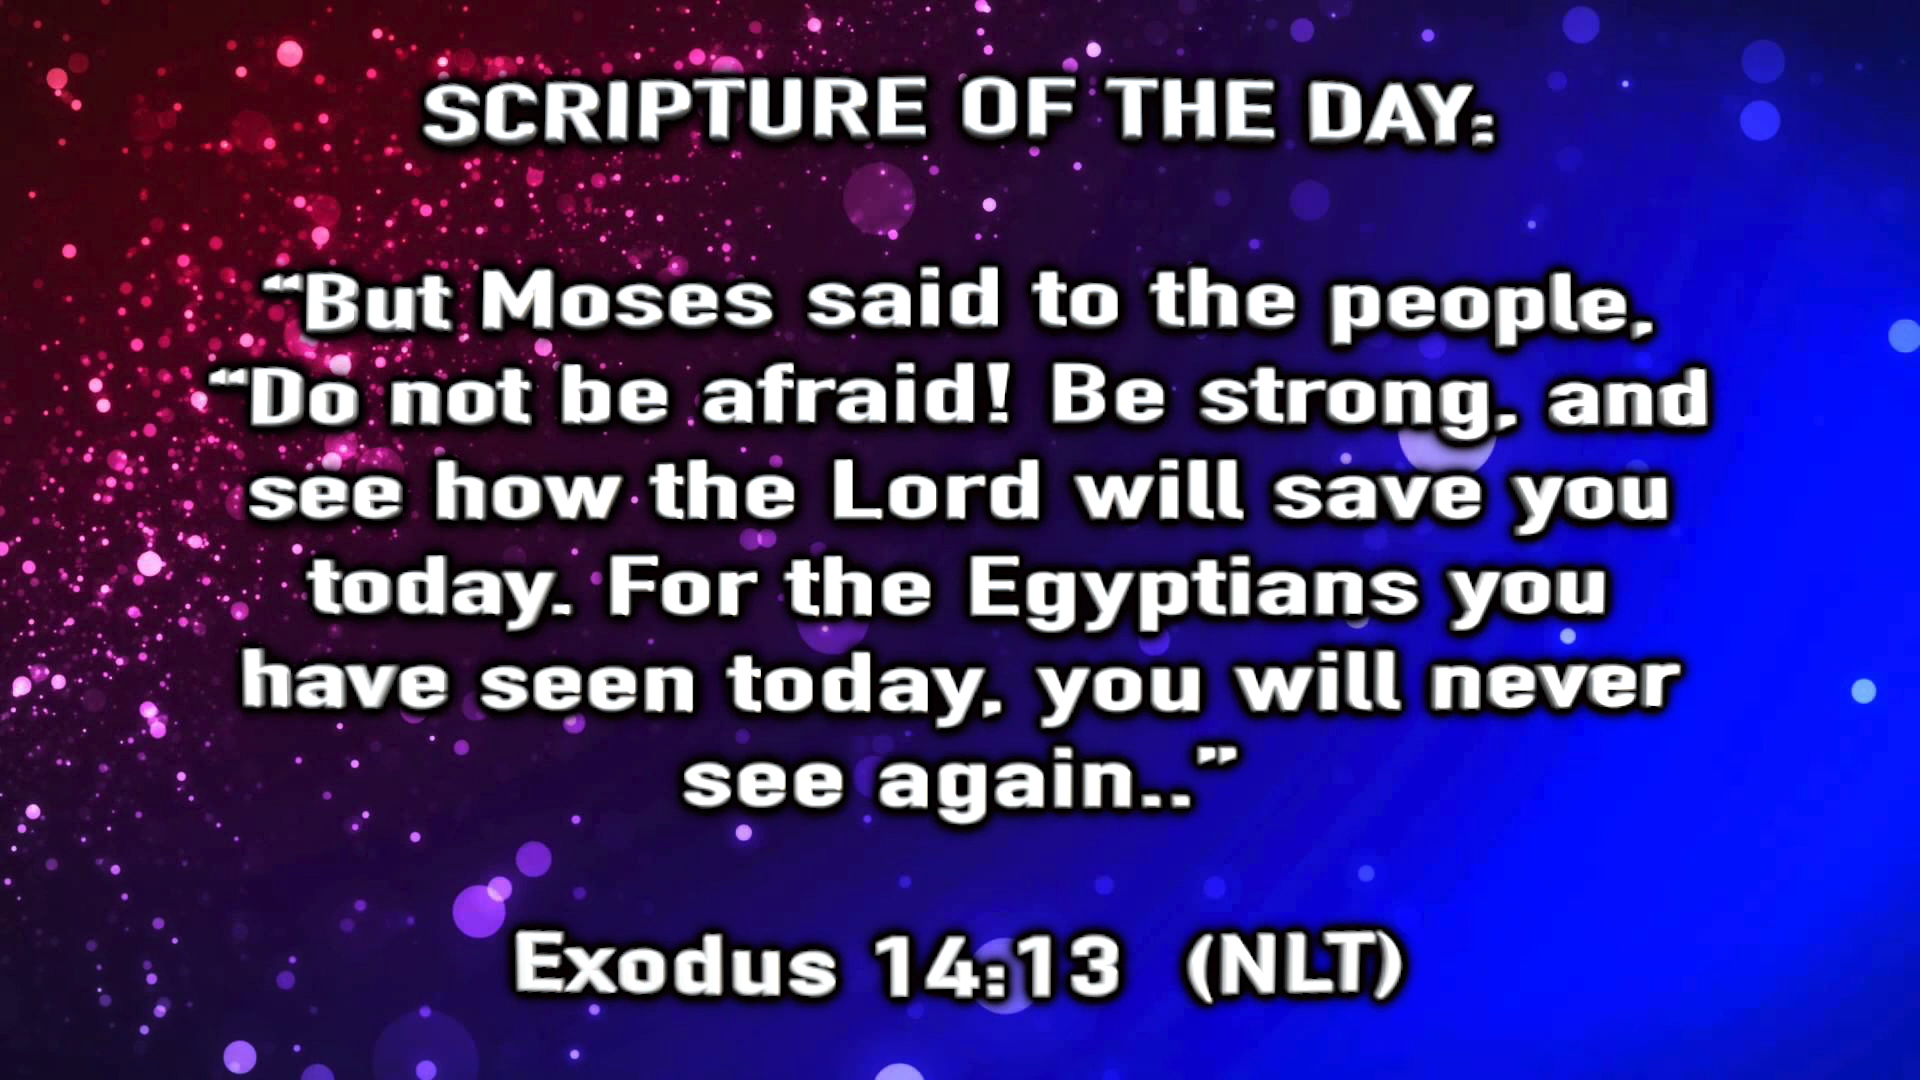 SCRIPTURE OF THE DAY:
“But Moses said to the people,
“Do not be afraid! Be strong, and
see how the Lord will save you
today. For the Egyptians you
have seen today, you will never
see again..”
Exodus 14:13 (NLT)